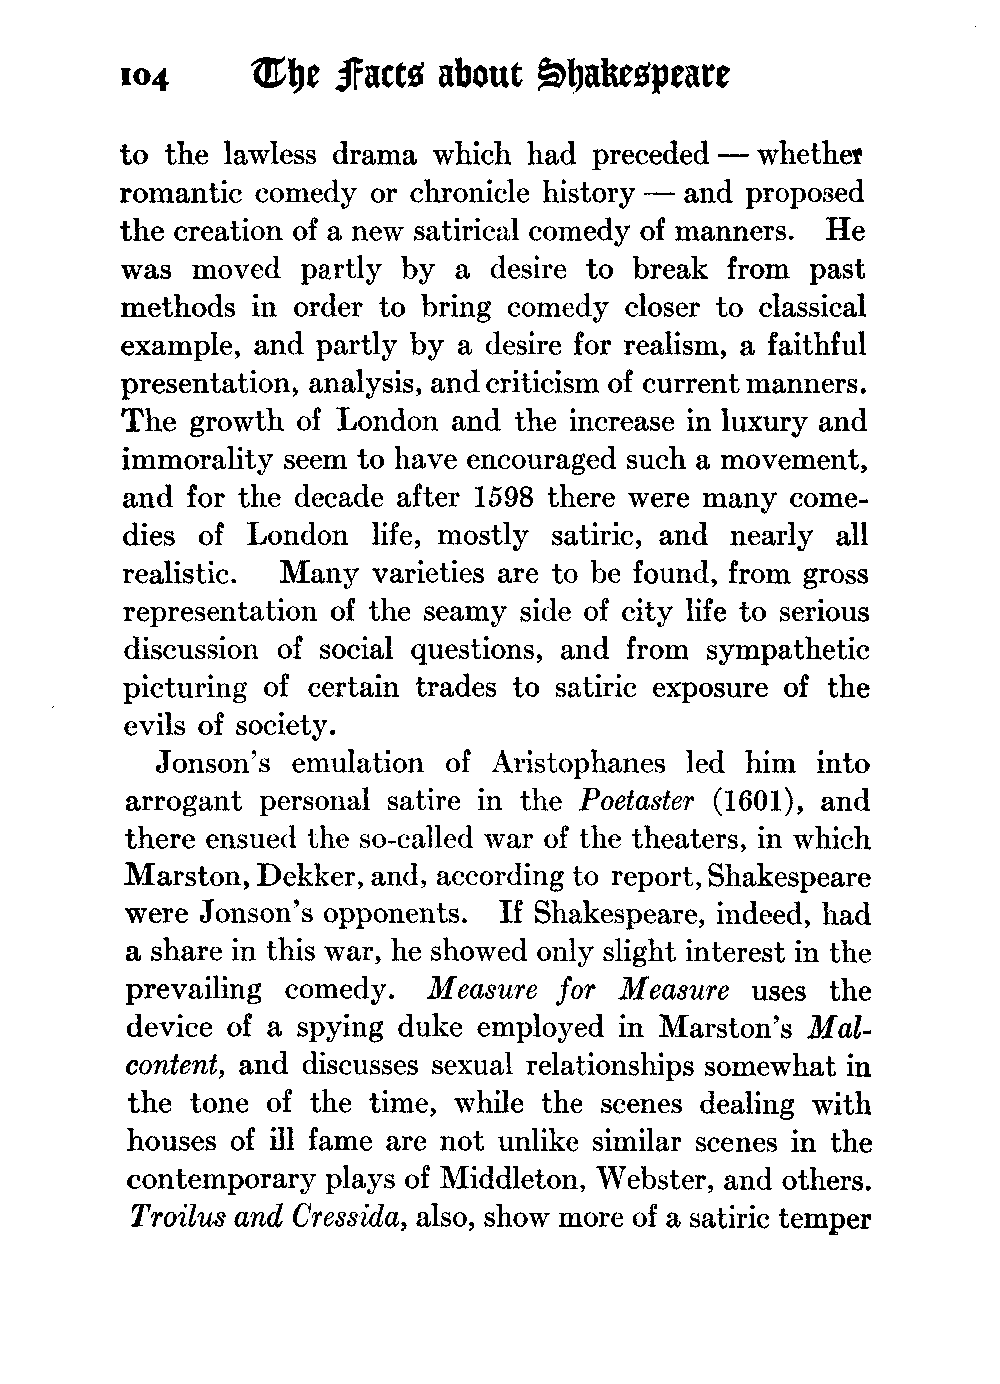 104 The Facts about Shakespeare
to the lawless drama which had preceded — whether
romantic comedy or chronicle history — and proposed
the creation of a new satirical comedy of manners. He
was moved partly by a desire to break from past
methods in order to bring comedy closer to classical
example, and partly by a desire for realism, a faithful
presentation, analysis, and criticism of current manners.
The growth of London and the increase in luxury and
immorality seem to have encouraged such a movement,
and for the decade after 1598 there were many come-
dies of London life, mostly satiric, and nearly all
realistic. Many varieties are to be found, from gross
representation of the seamy side of city life to serious
discussion of social questions, and from sympathetic
picturing of certain trades to satiric exposure of the
evils of society.
Jonson's emulation of Aristophanes led him into
arrogant personal satire in the Poetaster (1601), and
there ensued the so-called war of the theaters, in which
Marston, Dekker, and, according to report, Shakespeare
were Jonson's opponents. If Shakespeare, indeed, had
a share in this war, he showed only slight interest in the
prevailing comedy. Measure for Measure uses the
device of a spying duke employed in Marston's Mal-
content, and discusses sexual relationships somewhat in
the tone of the time, while the scenes dealing with
houses of ill fame are not unlike similar scenes in the
contemporary plays of Middleton, Webster, and others.
Troilus and Cressida, also, show more of a satiric temper